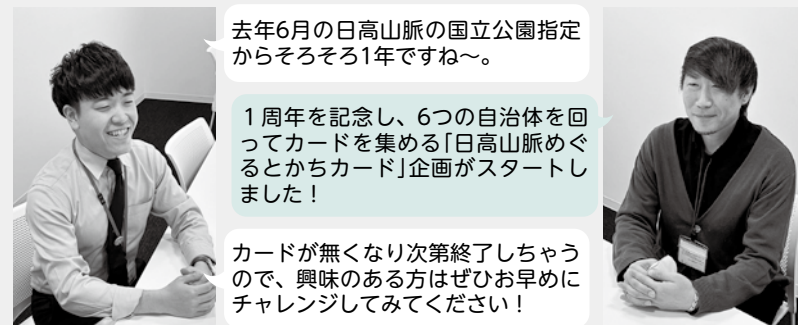 去年6月の日高山脈の国立公園指定
からそろそろ1年ですね〜。
１周年を記念し、6つの自治体を回
ってカードを集める｢日高山脈めぐ
るとかちカード｣企画がスタートし
ました！
カードが無くなり次第終了しちゃう
ので、興味のある方はぜひお早めに
チャレンジしてみてください！